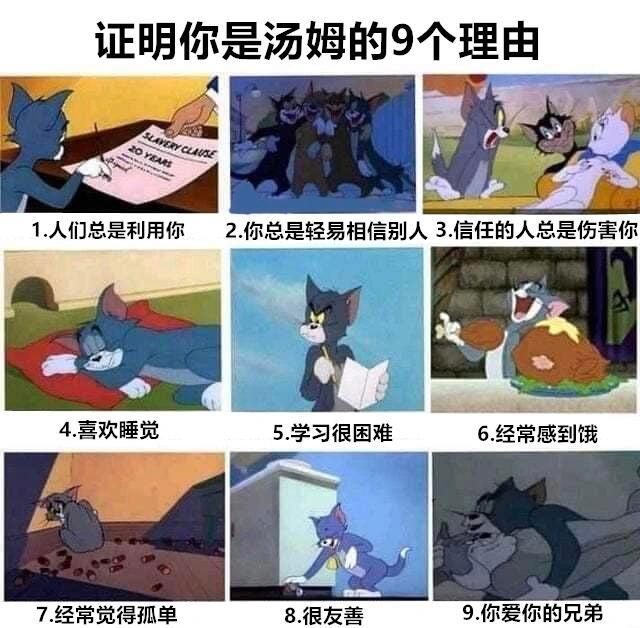 证明你是汤姆的9个理由
SLAVERY CLAUSE
20 YEARS
1.人们总是利用你
2.你总是轻易相信别人
3.信任的人总是伤害你
4.喜欢睡觉
5.学习很困难
6.经常感到饿
7.经常觉得孤单
8.很友善
9.你爱你的兄弟